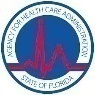 AGENCY FOR HEALTH CARE ADMINISTRATION
STATE OF FLORIDA